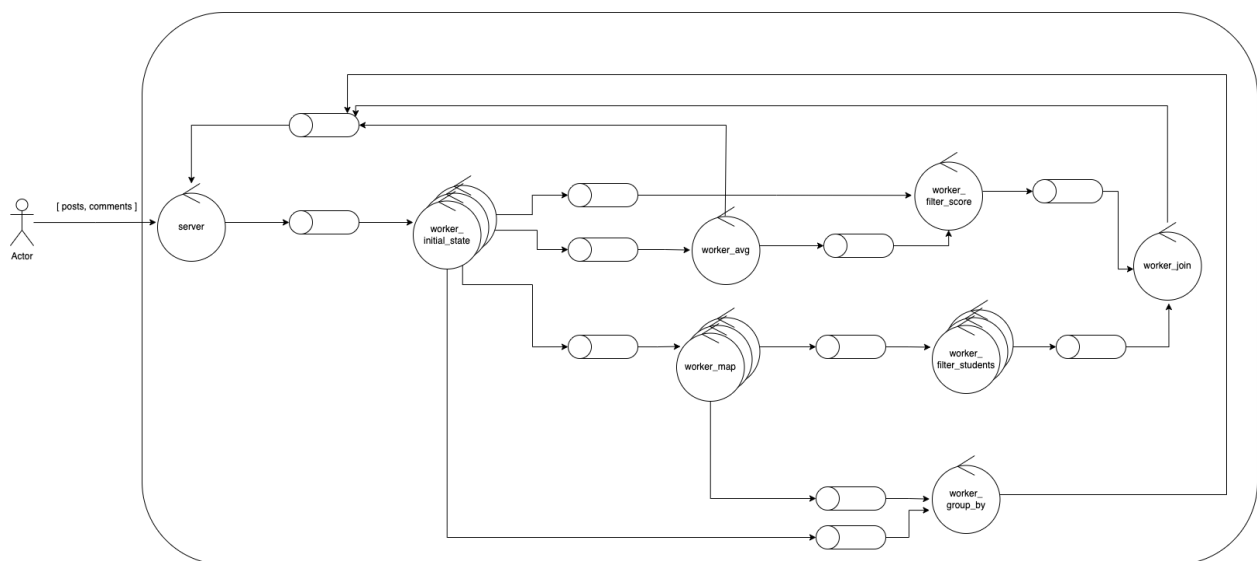 [ posts, comments ]
Actor
server
worker_
initial_state
worker_avg
worker_
filter_score
worker_join
worker_map
worker_
filter_students
worker_
group_by